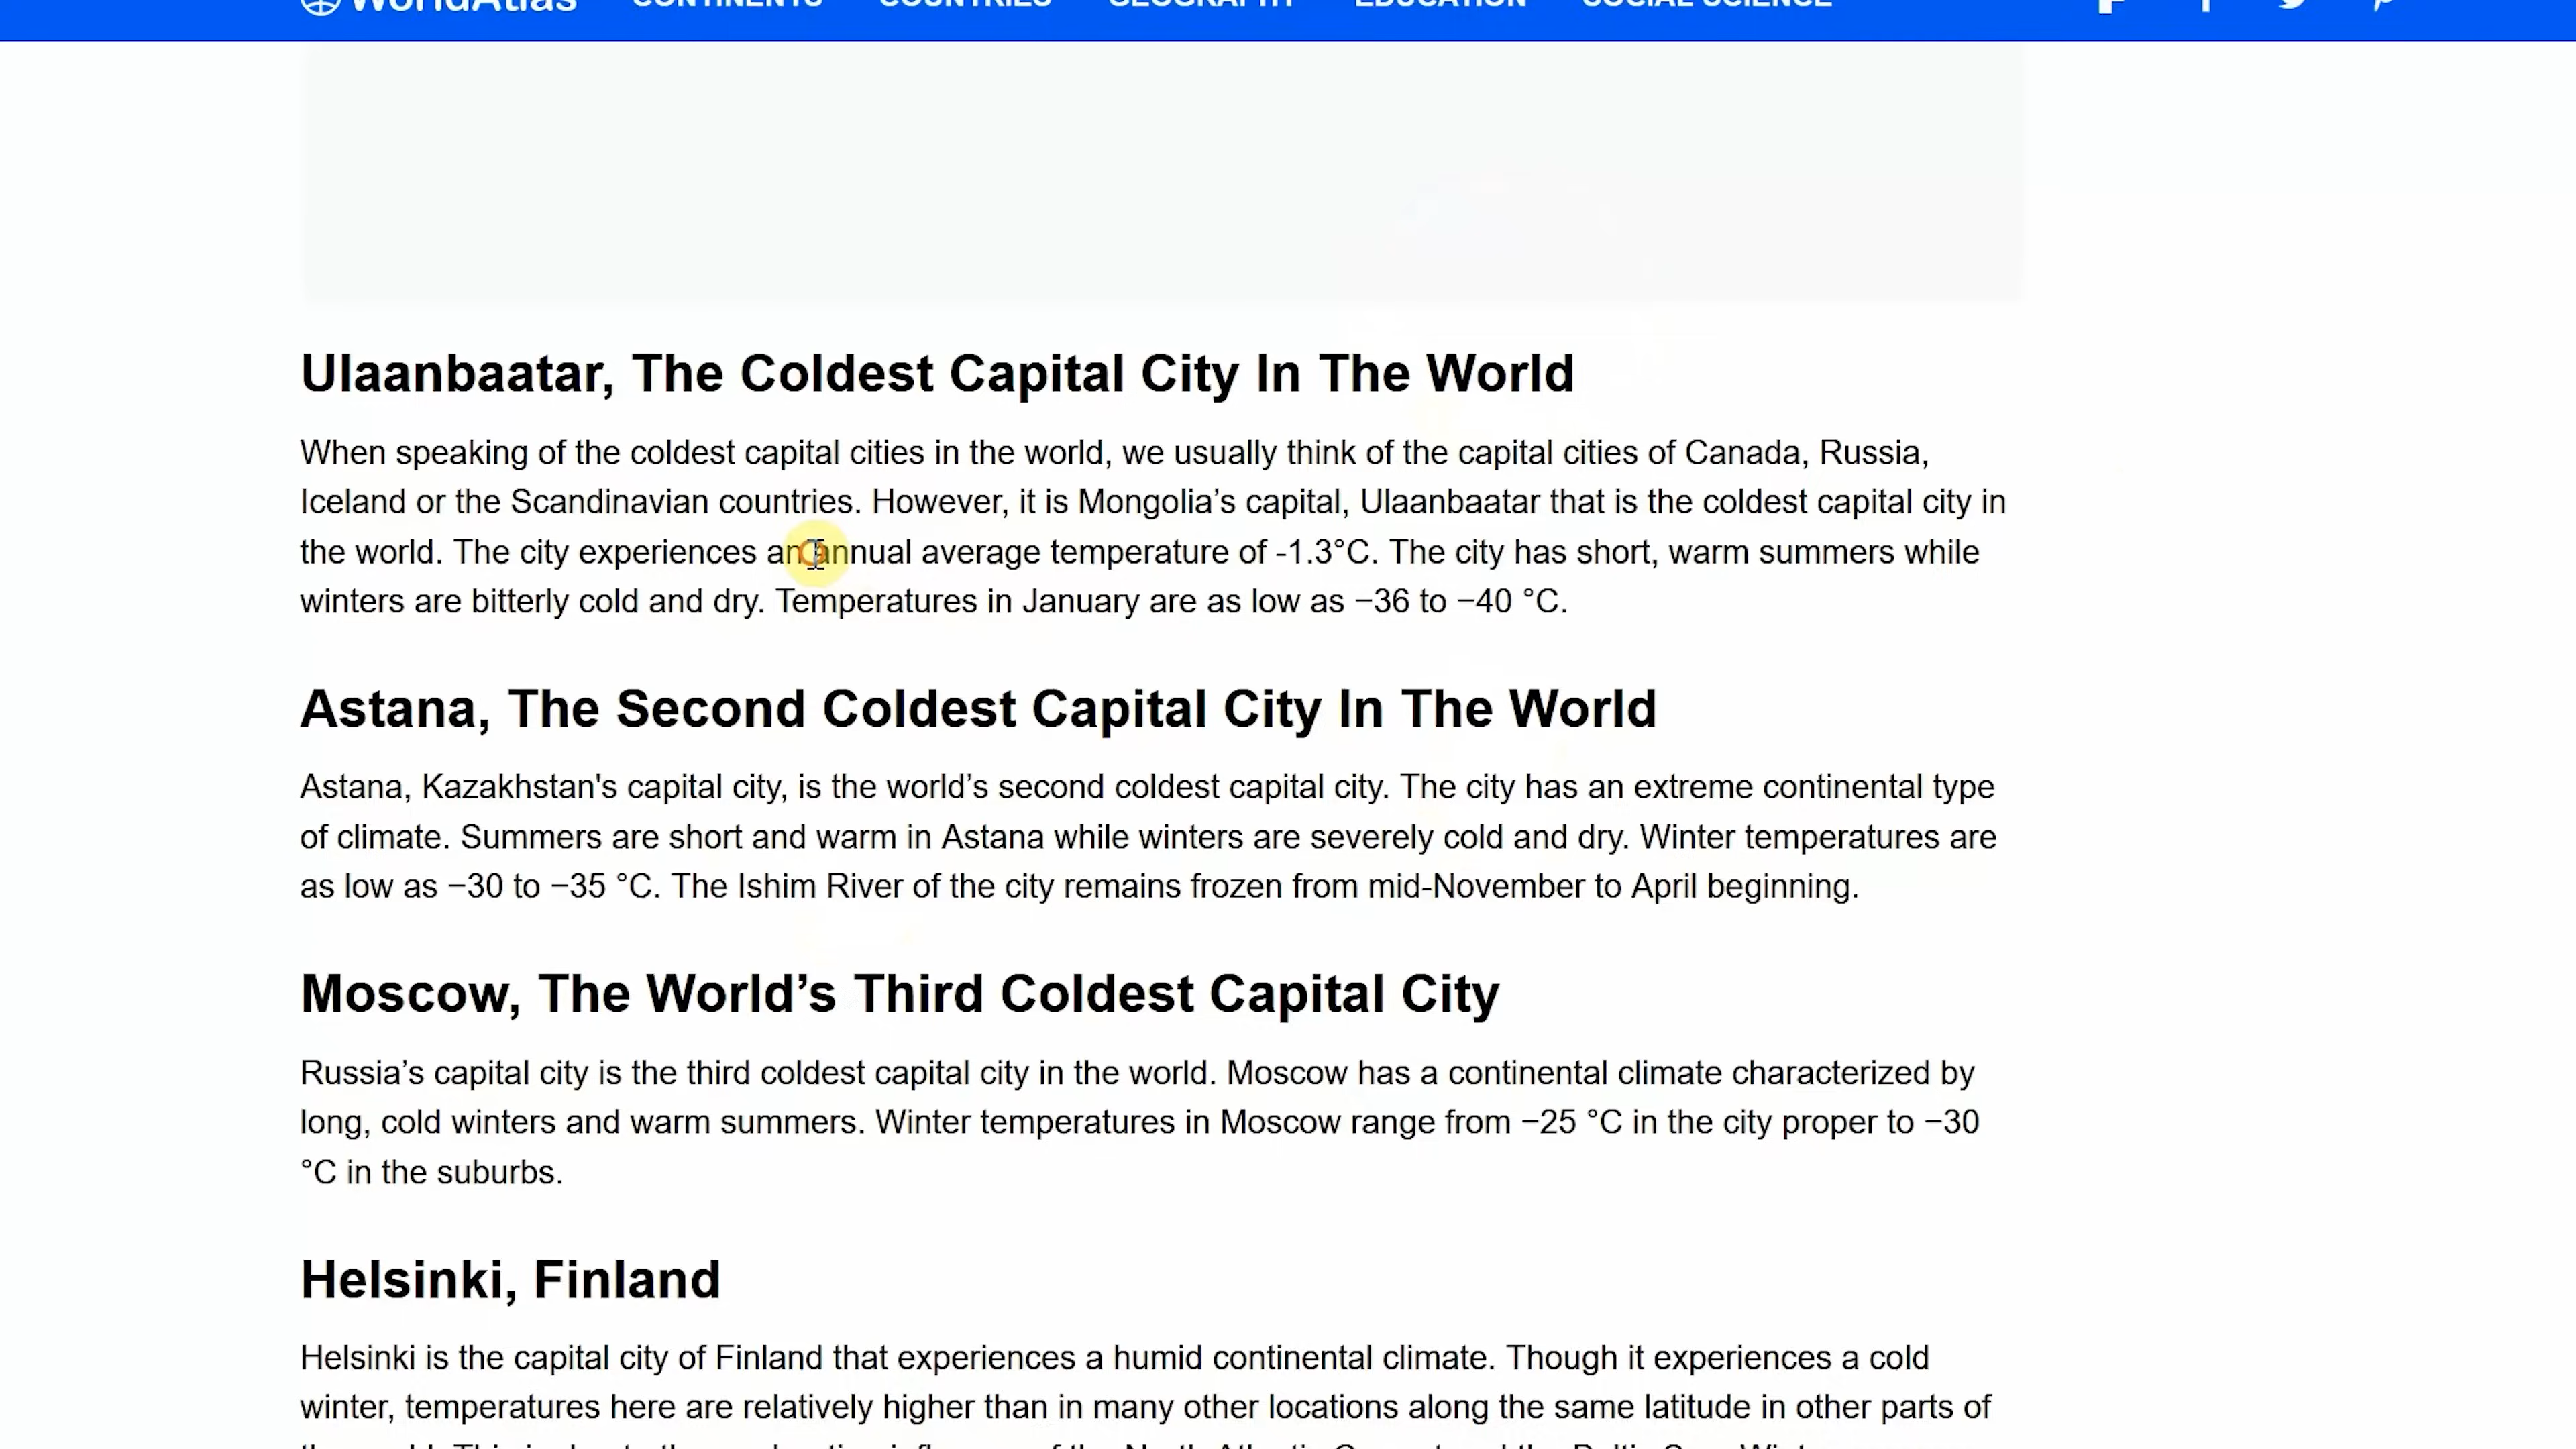 WorldAtlas CONTINENTS COUNTRIES GEOGRAPHY EDUCATION SOCIAL SCIENCE
Ulaanbaatar, The Coldest Capital City In The World
When speaking of the coldest capital cities in the world, we usually think of the capital cities of Canada, Russia,
Iceland or the Scandinavian countries. However, it is Mongolia’s capital, Ulaanbaatar that is the coldest capital city in
the world. The city experiences an annual average temperature of -1.3°C. The city has short, warm summers while
winters are bitterly cold and dry. Temperatures in January are as low as −36 to −40 °C.
Astana, The Second Coldest Capital City In The World
Astana, Kazakhstan's capital city, is the world’s second coldest capital city. The city has an extreme continental type
of climate. Summers are short and warm in Astana while winters are severely cold and dry. Winter temperatures are
as low as −30 to −35 °C. The Ishim River of the city remains frozen from mid-November to April beginning.
Moscow, The World’s Third Coldest Capital City
Russia’s capital city is the third coldest capital city in the world. Moscow has a continental climate characterized by
long, cold winters and warm summers. Winter temperatures in Moscow range from −25 °C in the city proper to −30
°C in the suburbs.
Helsinki, Finland
Helsinki is the capital city of Finland that experiences a humid continental climate. Though it experiences a cold
winter, temperatures here are relatively higher than in many other locations along the same latitude in other parts of